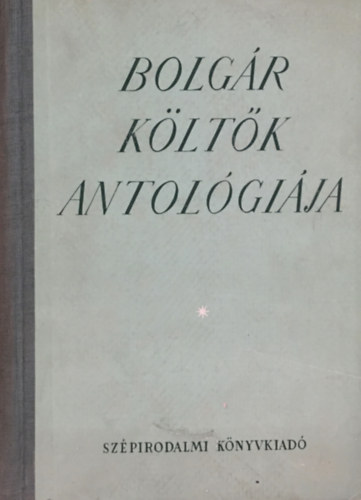 BOLGÁR
KÖLTŐK
ANTOLÓGIÁJA
SZÉPIRODALMI KÖNYVKIADÓ